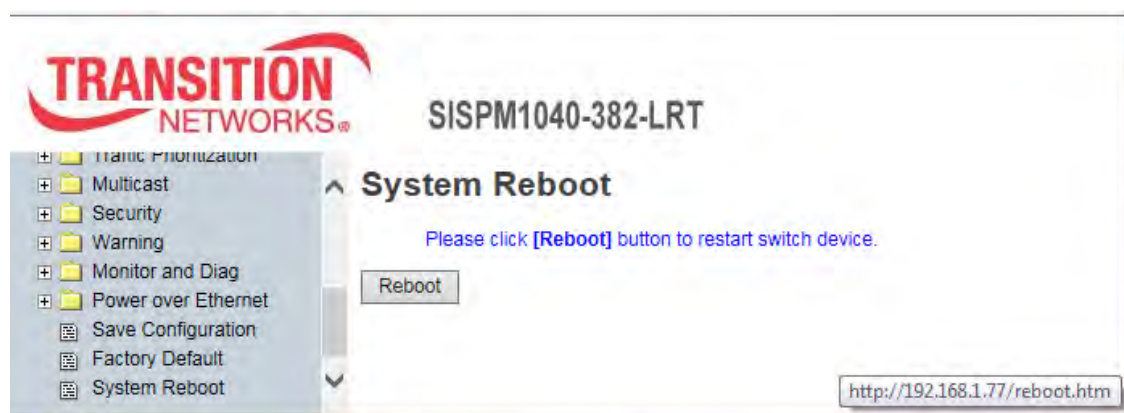 TRANSITION
NETWORKS®
SISPM1040-382-LRT
Traffic Prioritization
Multicast
Security
Warning
Monitor and Diag
Power over Ethernet
Save Configuration
Factory Default
System Reboot
System Reboot
Please click [Reboot] button to restart switch device.
Reboot
http://192.168.1.77/reboot.htm